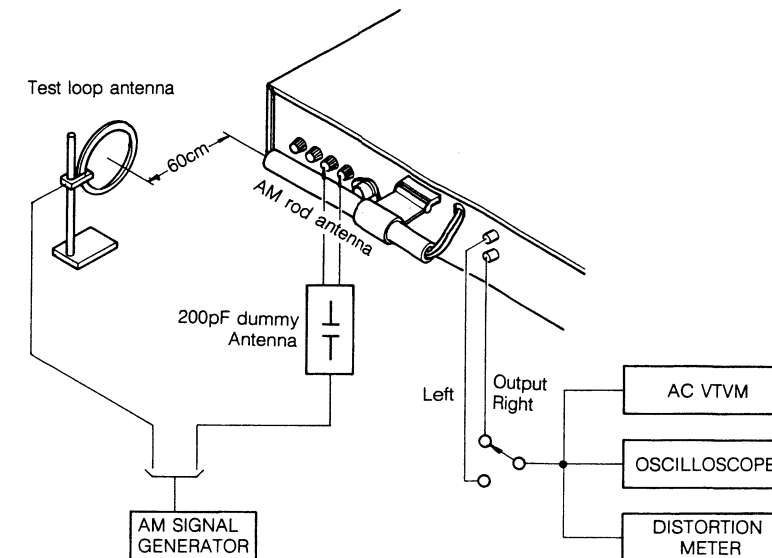 Test loop antenna
60cm
AM rod antenna
200pF dummy
Antenna
Left
Output
Right
AC VTVM
OSCILLOSCOPE
DISTORTION
METER
AM SIGNAL
GENERATOR